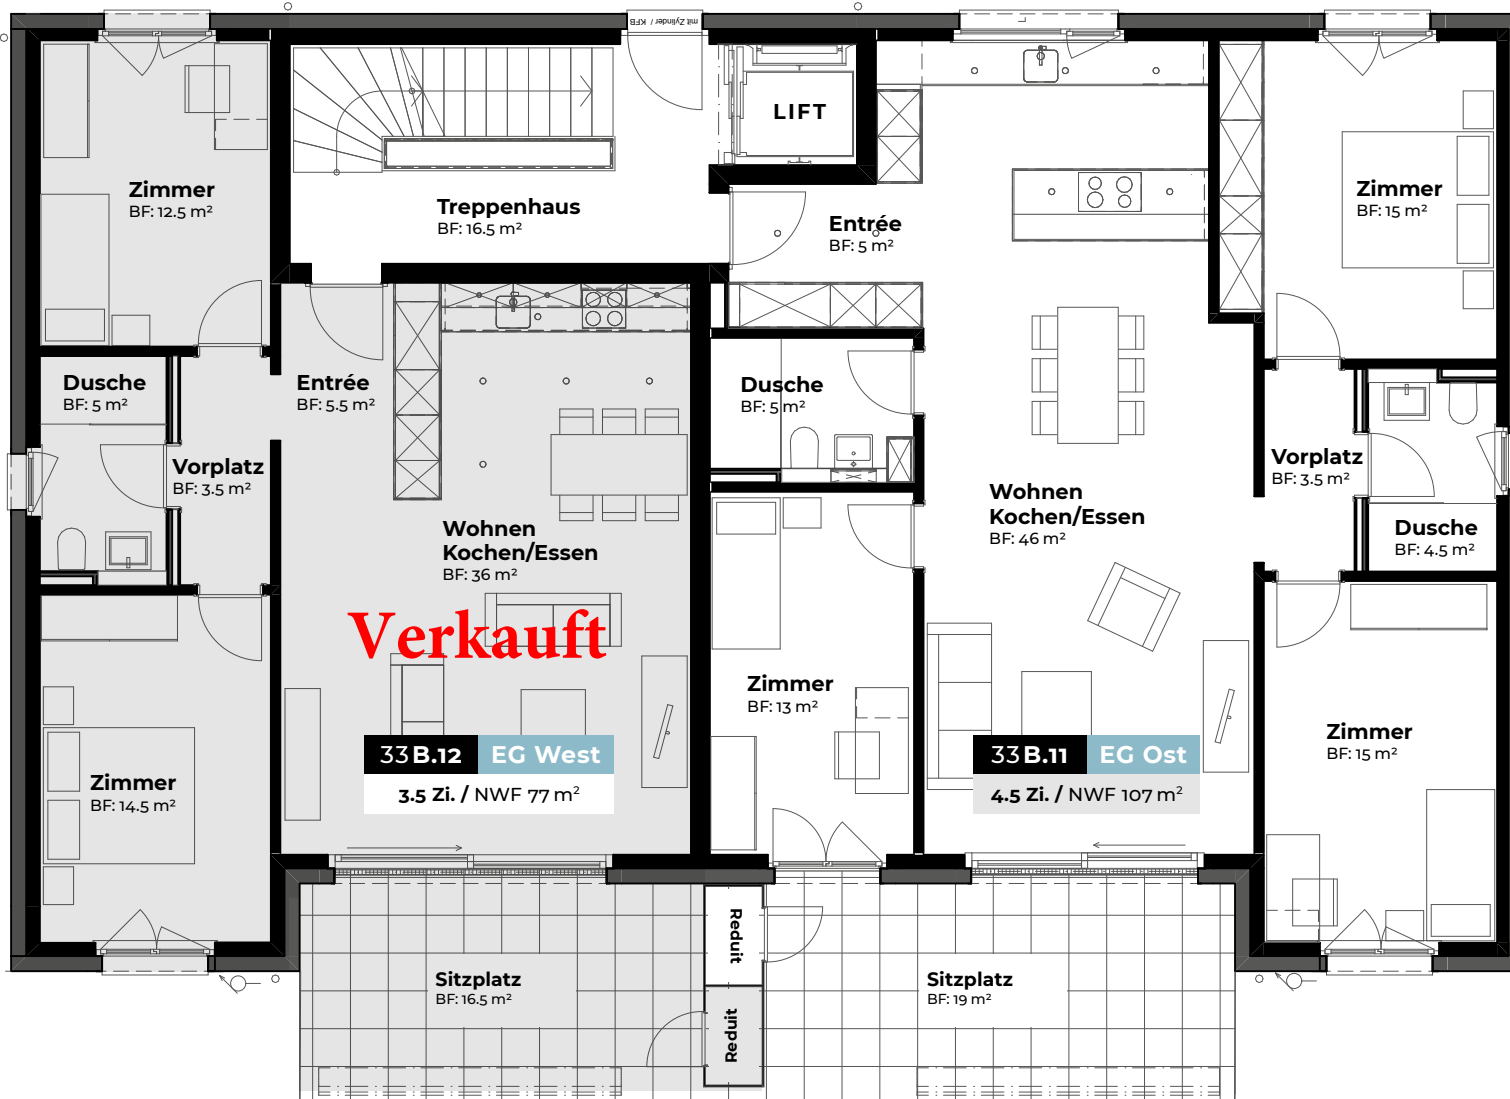 mit Zylinder / KFB
LIFT
Zimmer
BF: 12.5 m²
Treppenhaus
BF: 16.5 m²
Entrée
BF: 5 m²
Zimmer
BF: 15 m²
Dusche
BF: 5 m²
Entrée
BF: 5.5 m²
Dusche
BF: 5 m²
Vorplatz
BF: 3.5 m²
Vorplatz
BF: 3.5 m²
Wohnen
Kochen/Essen
BF: 36 m²
Wohnen
Kochen/Essen
BF: 46 m²
Dusche
BF: 4.5 m²
Verkauft
Zimmer
BF: 13 m²
Zimmer
BF: 15 m²
Zimmer
BF: 14.5 m²
33B.12 EG West
3.5 Zi. / NWF 77 m²
33B.11 EG Ost
4.5 Zi. / NWF 107 m²
Reduit
Sitzplatz
BF: 16.5 m²
Sitzplatz
BF: 19 m²
Reduit